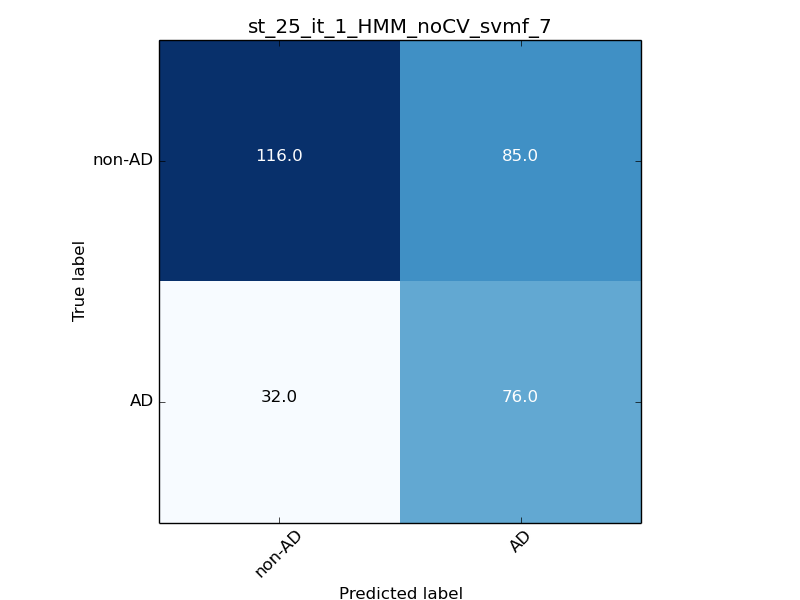 st_25_it_1_HMM_noCV_svmf_7
non-AD
116.0
85.0
True label
AD
32.0
76.0
non-AD
AD
Predicted label